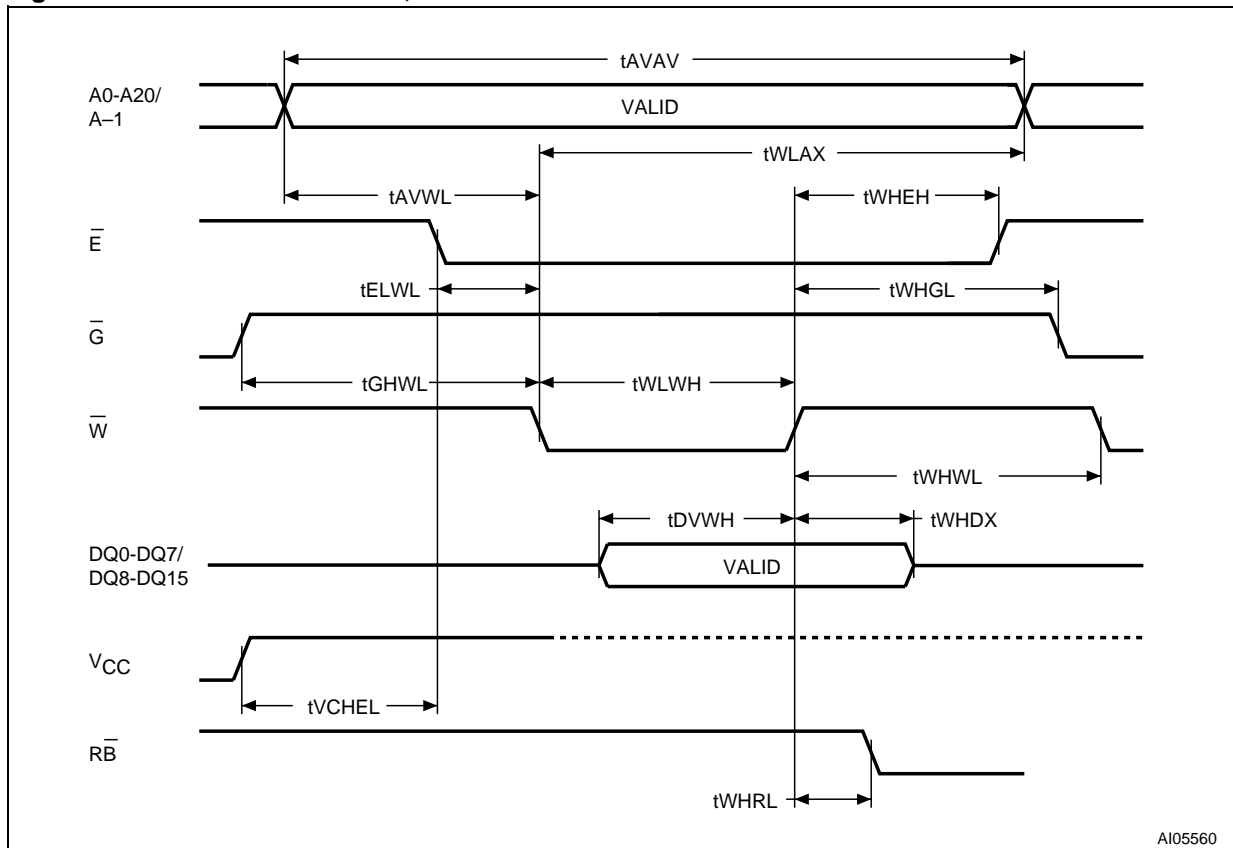 tAVAV
A0-A20/
A–1
VALID
tWLAX
tAVWL
tWHEH
E̅
tELWL
tWHGL
G̅
tGHWL
tWLWH
W̅
tWHWL
tDVWH
tWHDX
DQ0-DQ7/
DQ8-DQ15
VALID
VCC
tVCHEL
RB̅
tWHRL
AI05560